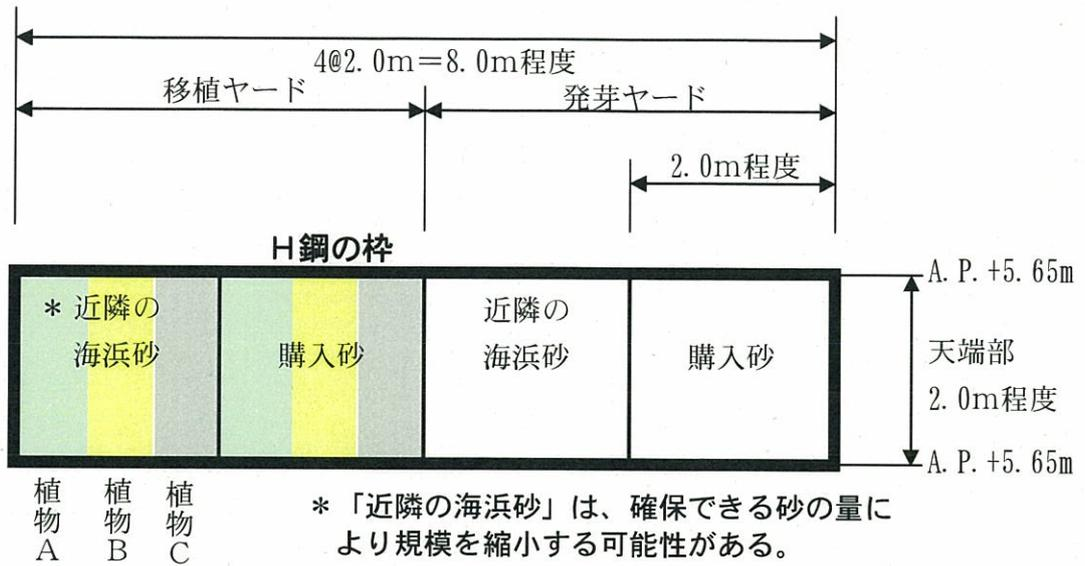 4@2.0m=8.0m程度
移植ヤード
発芽ヤード
2.0m程度
H鋼の枠
A.P.+5.65m
＊近隣の
海浜砂
購入砂
近隣の
海浜砂
購入砂
天端部
2.0m程度
A.P.+5.65m
植物A
植物B
植物C
＊「近隣の海浜砂」は、確保できる砂の量に
より規模を縮小する可能性がある。